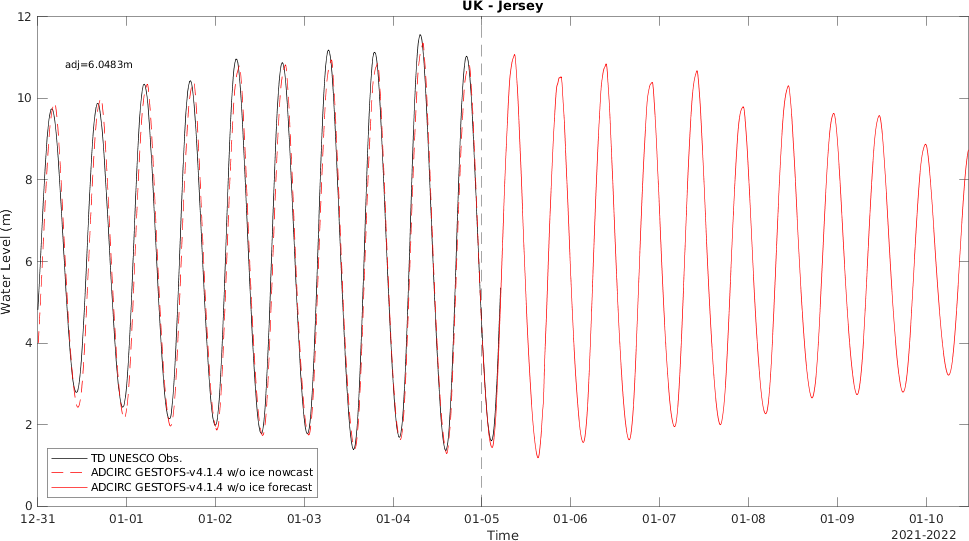 UK - Jersey
12
10
8
6
4
2
0
Water Level (m)
adj=6.0483m
TD UNESCO Obs.
ADCIRC GESTOFS-v4.1.4 w/o ice nowcast
ADCIRC GESTOFS-v4.1.4 w/o ice forecast
12-31 01-01 01-02 01-03 01-04 01-05 01-06 01-07 01-08 01-09 01-10
Time
2021-2022